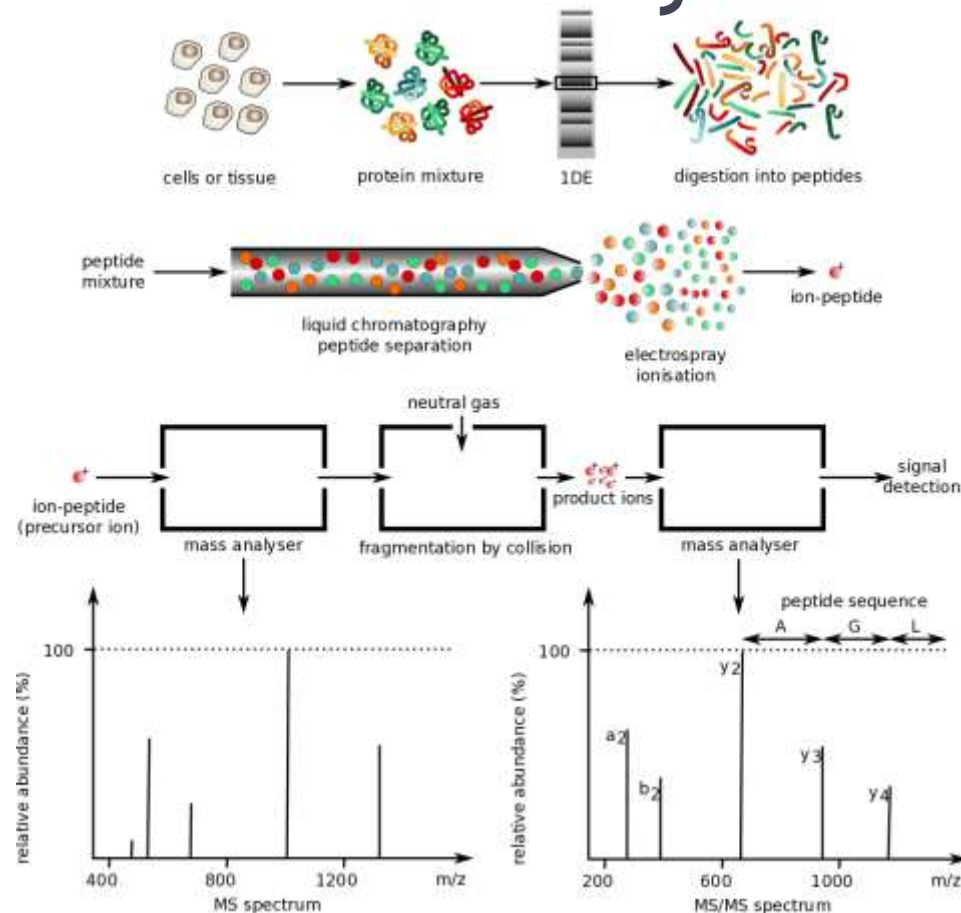 cells or tissue
protein mixture
1DE
digestion into peptides
peptide
mixture
liquid chromatography
peptide separation
electrospray
ionisation
e+
ion-peptide
neutral gas
e+
ion-peptide
(precursor ion)
mass analyser
fragmentation by collision
product ions
mass analyser
signal
detection
relative abundance (%)
100
400
800
1200
m/z
MS spectrum
peptide sequence
A
G
L
relative abundance (%)
100
a2
b2
y2
y3
y4
200
600
1000
m/z
MS/MS spectrum